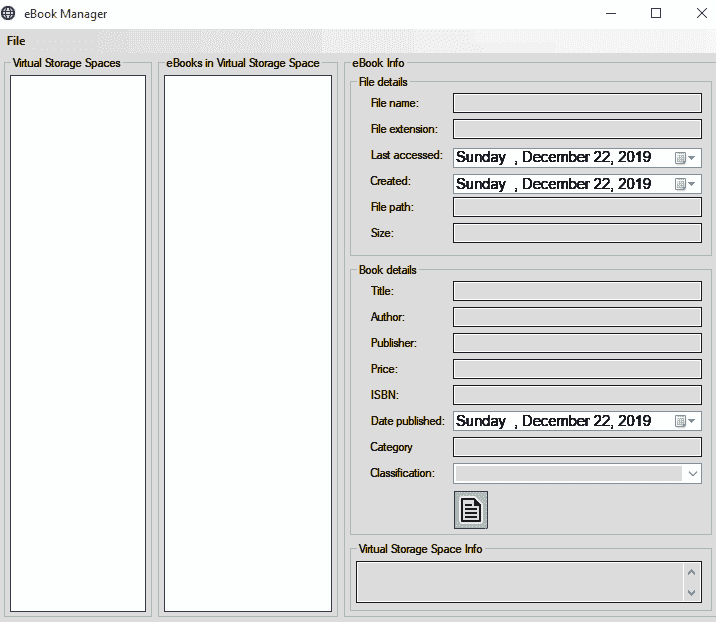 eBook Manager
File
Virtual Storage Spaces
eBooks in Virtual Storage Space
eBook Info
File details
File name:
File extension:
Last accessed: Sunday , December 22, 2019
Created: Sunday , December 22, 2019
File path:
Size:
Book details
Title:
Author:
Publisher:
Price:
ISBN:
Date published: Sunday , December 22, 2019
Category
Classification:
Virtual Storage Space Info